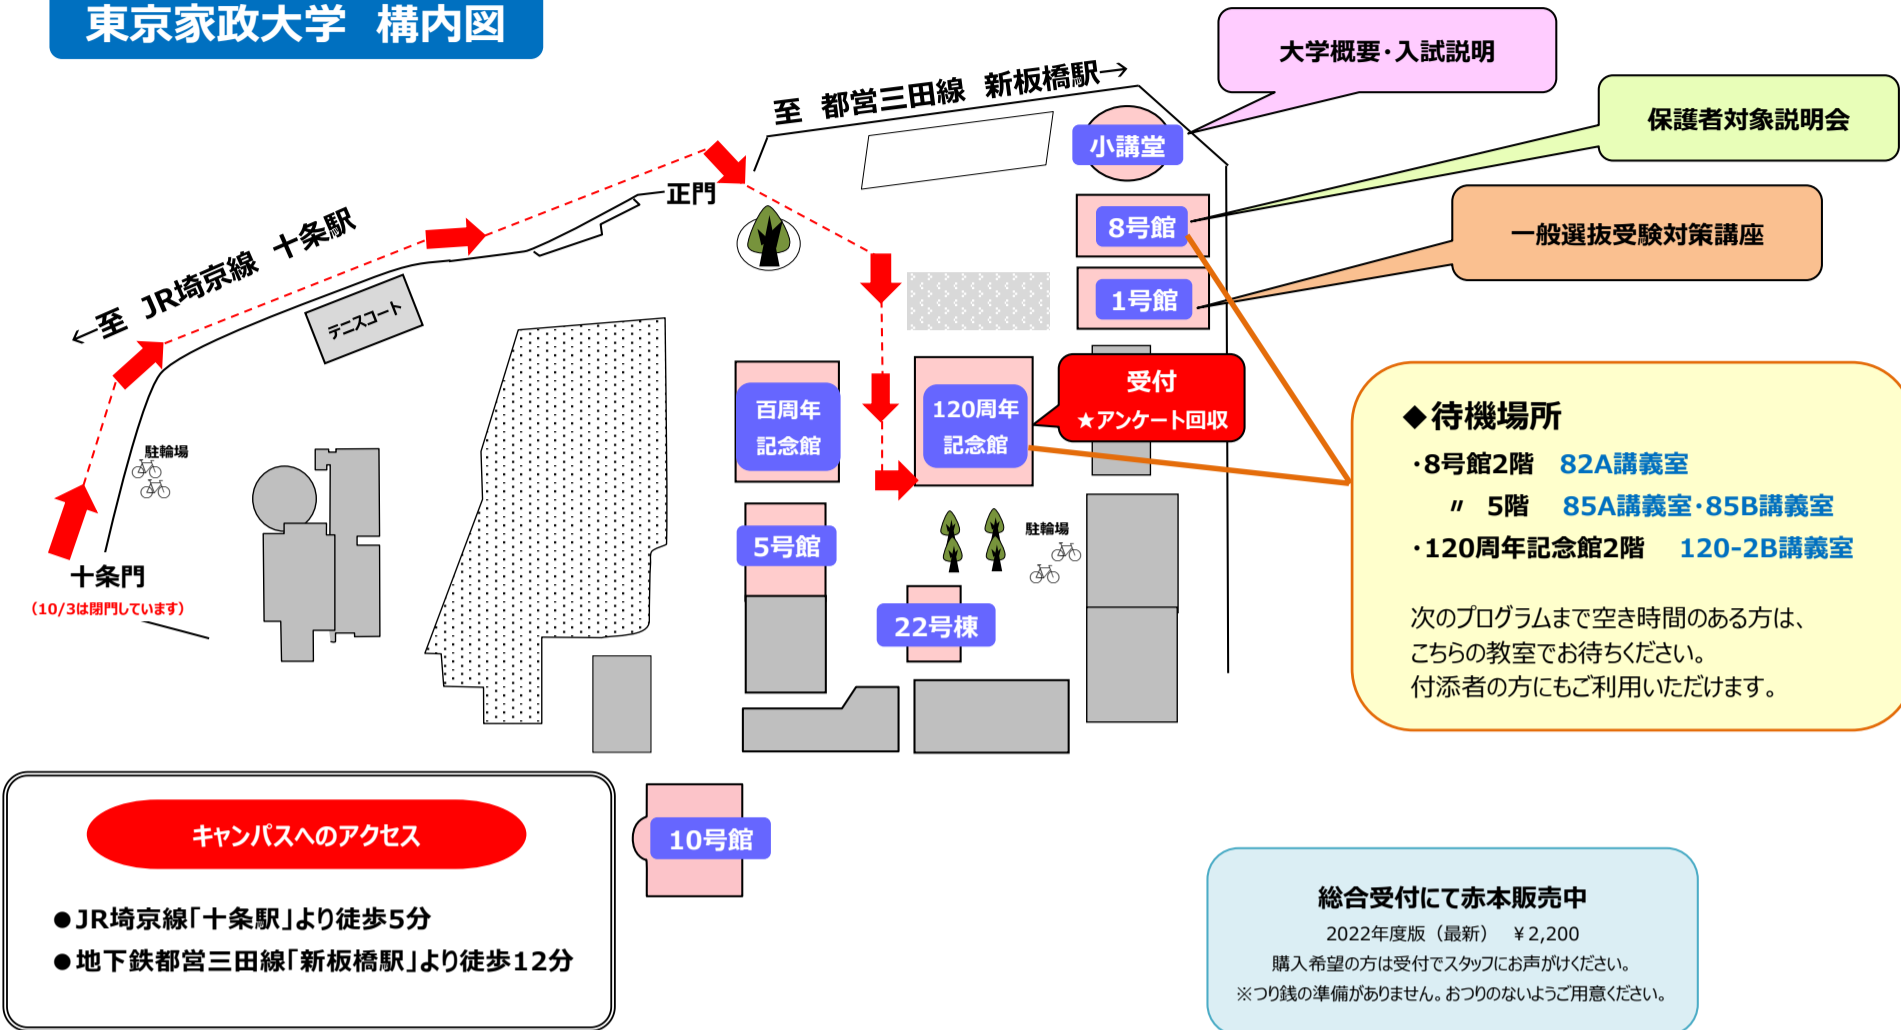 東京家政大学 構内図
大学概要・入試説明
至 都営三田線 新板橋駅→
保護者対象説明会
小講堂
正門
8号館
一般選抜受験対策講座
←至 JR埼京線 十条駅
1号館
テニスコート
受付
★アンケート回収
百周年
記念館
120周年
記念館
◆待機場所
・8号館2階 82A講義室
〃 5階 85A講義室・85B講義室
・120周年記念館2階 120-2B講義室
次のプログラムまで空き時間のある方は、
こちらの教室でお待ちください。
付添者の方にもご利用いただけます。
駐輪場
5号館
駐輪場
十条門
（10/3は閉門しています）
22号棟
キャンパスへのアクセス
●JR埼京線「十条駅」より徒歩5分
●地下鉄都営三田線「新板橋駅」より徒歩12分
10号館
総合受付にて赤本販売中
2022年度版（最新） ￥2,200
購入希望の方は受付でスタッフにお声がけください。
※つり銭の準備がありません。おつりのないようご用意ください。